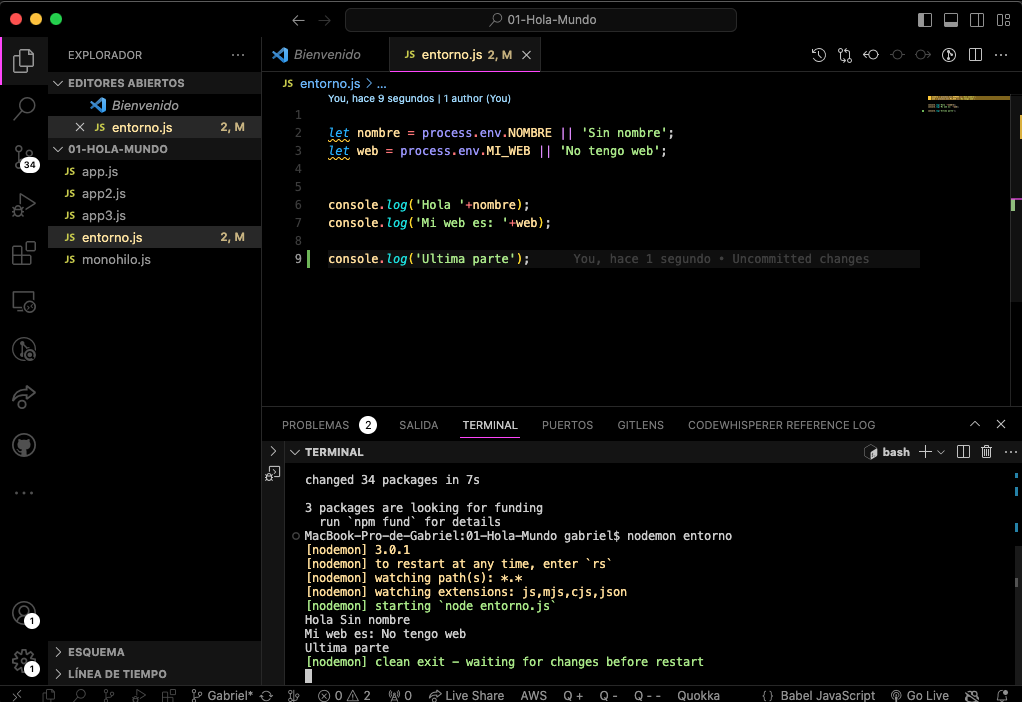 01-Hola-Mundo
EXPLORADOR
EDITORES ABIERTOS
Bienvenido
JS entorno.js 2, M
01-HOLA-MUNDO
JS app.js
JS app2.js
JS app3.js
JS entorno.js 2, M
JS monohilo.js
34
1
1
ESQUEMA
LÍNEA DE TIEMPO
Bienvenido
JS entorno.js 2, M
JS entorno.js > ...
You, hace 9 segundos | 1 author (You)
1
2 let nombre = process.env.NOMBRE || 'Sin nombre';
3 let web = process.env.MI_WEB || 'No tengo web';
4
5
6 console.log('Hola '+nombre);
7 console.log('Mi web es: '+web);
8
9 console.log('Ultima parte'); You, hace 1 segundo • Uncommitted changes
PROBLEMAS 2 SALIDA TERMINAL PUERTOS GITLENS CODEWHISPERER REFERENCE LOG
TERMINAL bash
changed 34 packages in 7s
3 packages are looking for funding
run `npm fund` for details
MacBook-Pro-de-Gabriel:01-Hola-Mundo gabriel$ nodemon entorno
[nodemon] 3.0.1
[nodemon] to restart at any time, enter `rs`
[nodemon] watching path(s): *.*
[nodemon] watching extensions: js,mjs,cjs,json
[nodemon] starting `node entorno.js`
Hola Sin nombre
Mi web es: No tengo web
Ultima parte
[nodemon] clean exit - waiting for changes before restart
Gabriel* 0 2 0 Live Share AWS Q + Q - Q - - Quokka {} Babel JavaScript Go Live